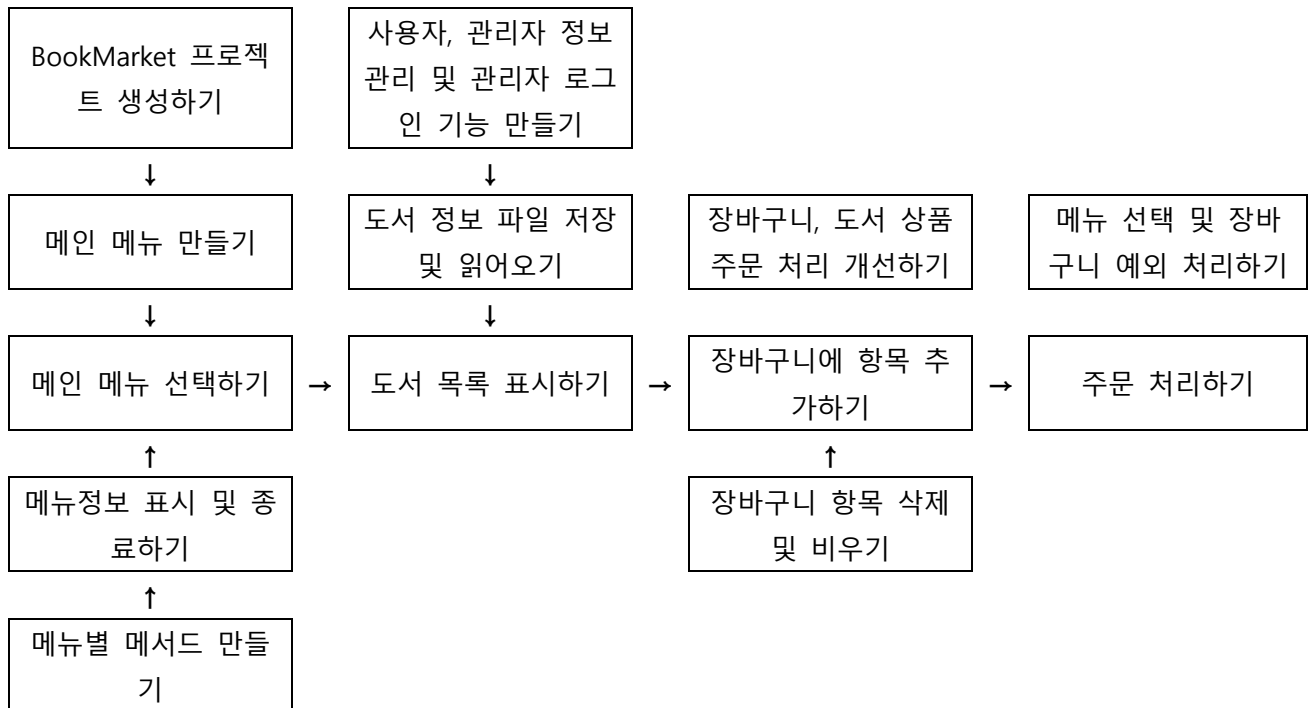 BookMarket 프로젝
트 생성하기
사용자, 관리자 정보
관리 및 관리자 로그
인 기능 만들기
↓
↓
메인 메뉴 만들기
도서 정보 파일 저장
및 읽어오기
장바구니, 도서 상품
주문 처리 개선하기
메뉴 선택 및 장바
구니 예외 처리하기
↓
↓
메인 메뉴 선택하기
→
도서 목록 표시하기
→
장바구니에 항목 추
가하기
→
주문 처리하기
↑
↑
메뉴정보 표시 및 종
료하기
장바구니 항목 삭제
및 비우기
↑
메뉴별 메서드 만들
기